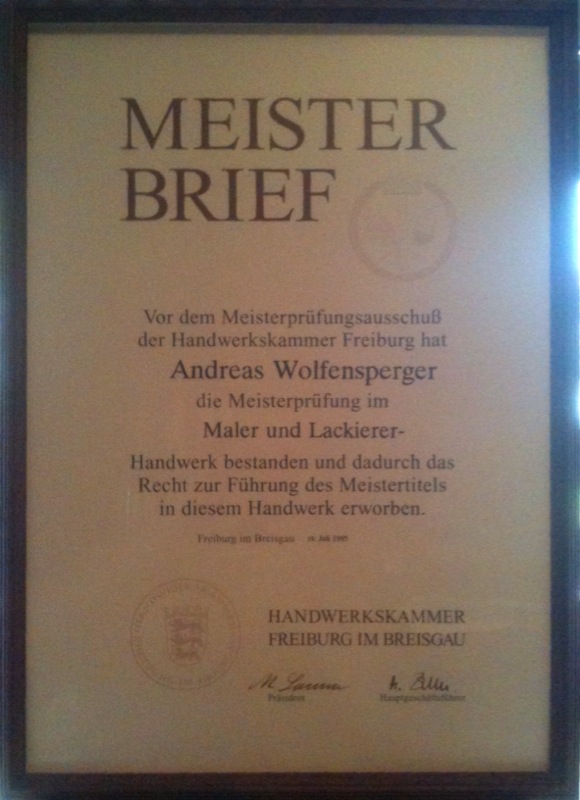 MEISTER
BRIEF
Vor dem Meisterprüfungsausschuß
der Handwerkskammer Freiburg hat
Andreas Wolfensperger
die Meisterprüfung im
Maler und Lackierer-
Handwerk bestanden und dadurch das
Recht zur Führung des Meistertitels
in diesem Handwerk erworben.
Freiburg im Breisgau Juli
HANDWERKSKAMMER
FREIBURG IM BREISGAU
Präsident Hauptgeschäftsführer